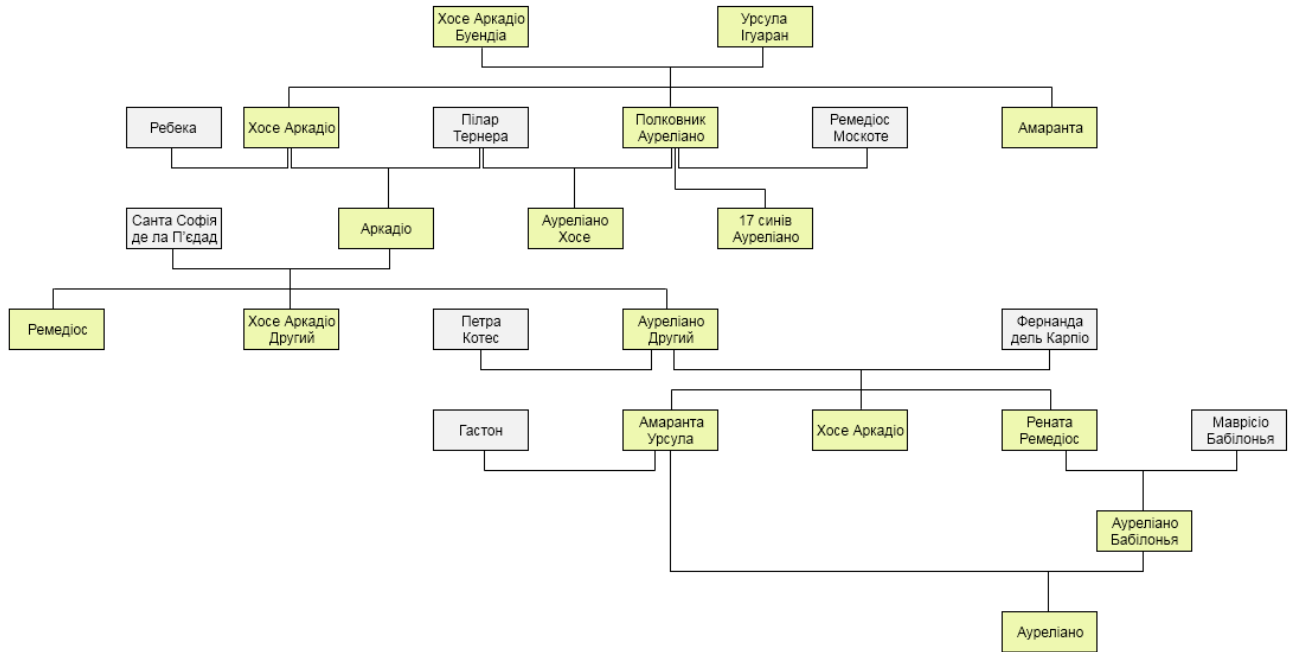 Хосе Аркадіо
Буендіа
Урсула
Ігуаран
Ребека
Хосе Аркадіо
Пілар
Тернера
Полковник
Ауреліано
Ремедіос
Москоте
Амаранта
Санта Софія
де ла П'єдад
Аркадіо
Ауреліано
Хосе
17 синів
Ауреліано
Ремедіос
Хосе Аркадіо
Другий
Петра
Котес
Ауреліано
Другий
Фернанда
дель Карпіо
Гастон
Амаранта
Урсула
Хосе Аркадіо
Рената
Ремедіос
Маврісіо
Бабілонья
Ауреліано
Бабілонья
Ауреліано